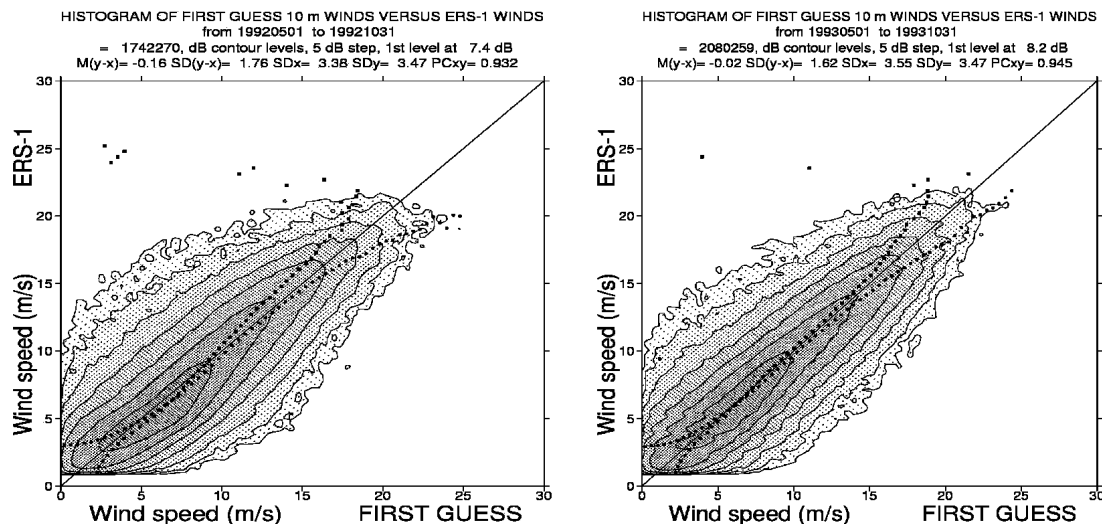 HISTOGRAM OF FIRST GUESS 10 m WINDS VERSUS ERS-1 WINDS
from 19920501 to 19921031
= 1742270, dB contour levels, 5 dB step, 1st level at 7.4 dB
M(y-x)= -0.16 SD(y-x)= 1.76 SDx= 3.38 SDy= 3.47 PCxy= 0.932
30
25
20
15
10
5
0
ERS-1
Wind speed (m/s)
0 5 10 15 20 25 30
Wind speed (m/s) FIRST GUESS
HISTOGRAM OF FIRST GUESS 10 m WINDS VERSUS ERS-1 WINDS
from 19930501 to 19931031
= 2080259, dB contour levels, 5 dB step, 1st level at 8.2 dB
M(y-x)= -0.02 SD(y-x)= 1.62 SDx= 3.55 SDy= 3.47 PCxy= 0.945
30
25
20
15
10
5
0
ERS-1
Wind speed (m/s)
0 5 10 15 20 25 30
Wind speed (m/s) FIRST GUESS